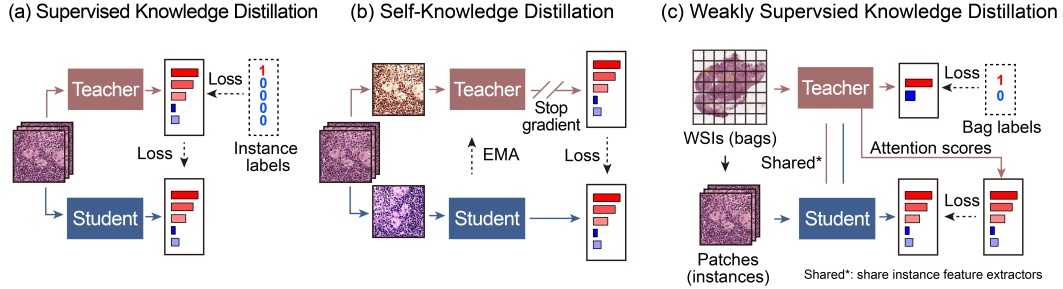 (a) Supervised Knowledge Distillation
Teacher
Loss
1
0
0
0
0
Instance
labels
Loss
Student
(b) Self-Knowledge Distillation
Teacher
Stop
gradient
EMA
Loss
Student
(c) Weakly Supervsied Knowledge Distillation
WSIs (bags)
Teacher
Loss
1
0
Bag labels
Shared*
Attention scores
Patches
(instances)
Student
Loss
Shared*: share instance feature extractors